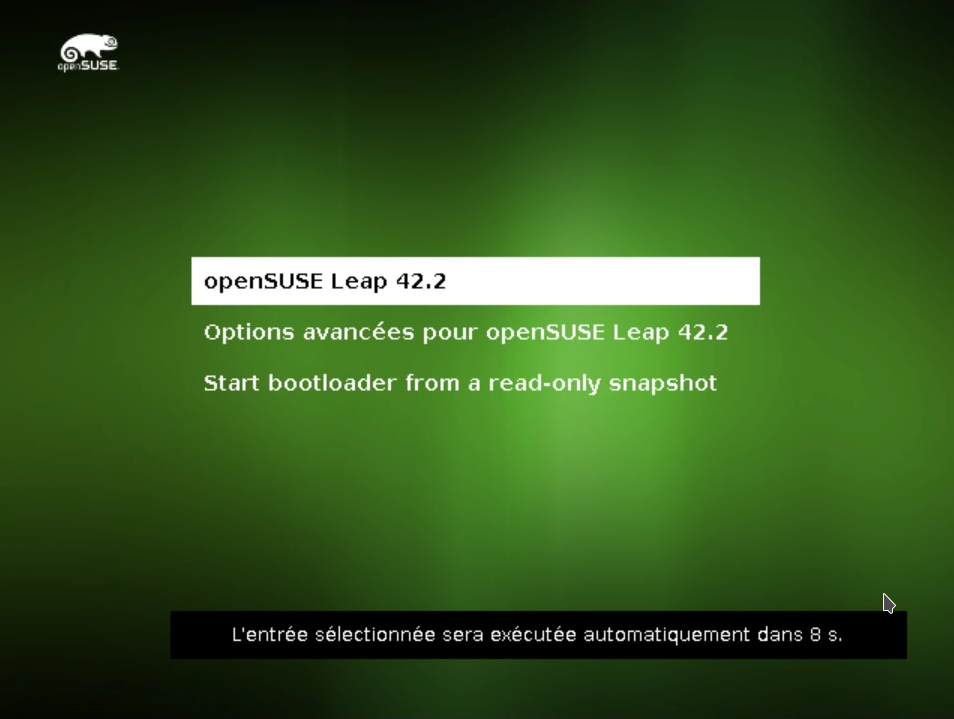 openSUSE
openSUSE Leap 42.2
Options avancées pour openSUSE Leap 42.2
Start bootloader from a read-only snapshot
L'entrée sélectionnée sera exécutée automatiquement dans 8 s.